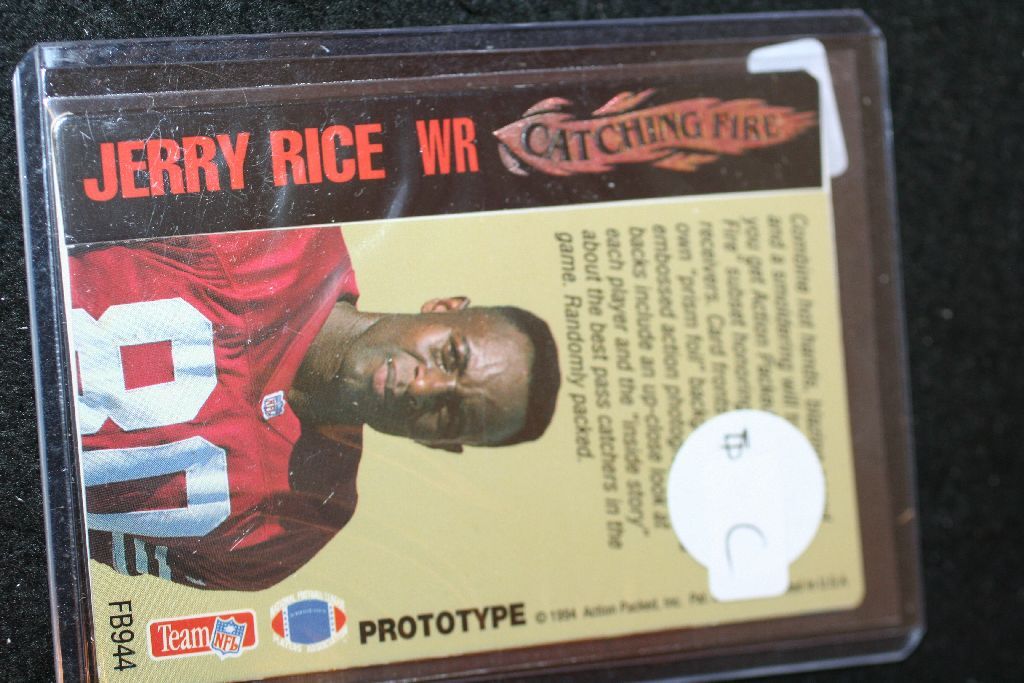 JERRY RICE WR
CATCHING FIRE
Combine hot hands,
and a smoldering will
you get Action Packed
Fire" subset honoring
receivers. Card fronts
own "prism foil"
embossed action
backs include an up-close look at
each player and the "inside story"
about the best pass catchers in the
game. Randomly packed.
80
NFL
Team NFL
PROTOTYPE © 1994 Action Packed, Inc. in U.S.A.
FB944
C